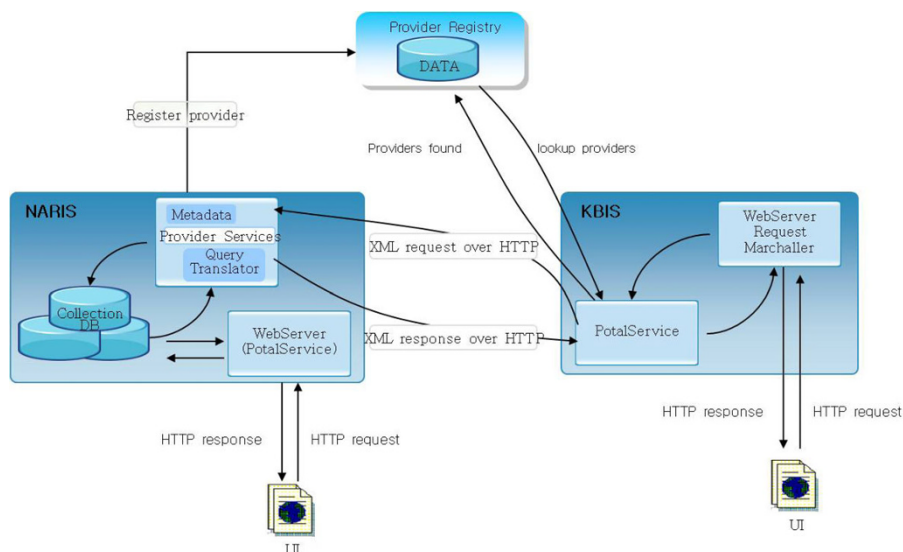 Provider Registry
DATA
Register provider
Providers found
lookup providers
NARIS
Metadata
Provider Services
Query
Translator
Collection
DB
WebServer
(PotalService)
XML request over HTTP
XML response over HTTP
KBIS
WebServer
Request
Marchaller
PotalService
HTTP response
HTTP request
UI
HTTP response
HTTP request
UI